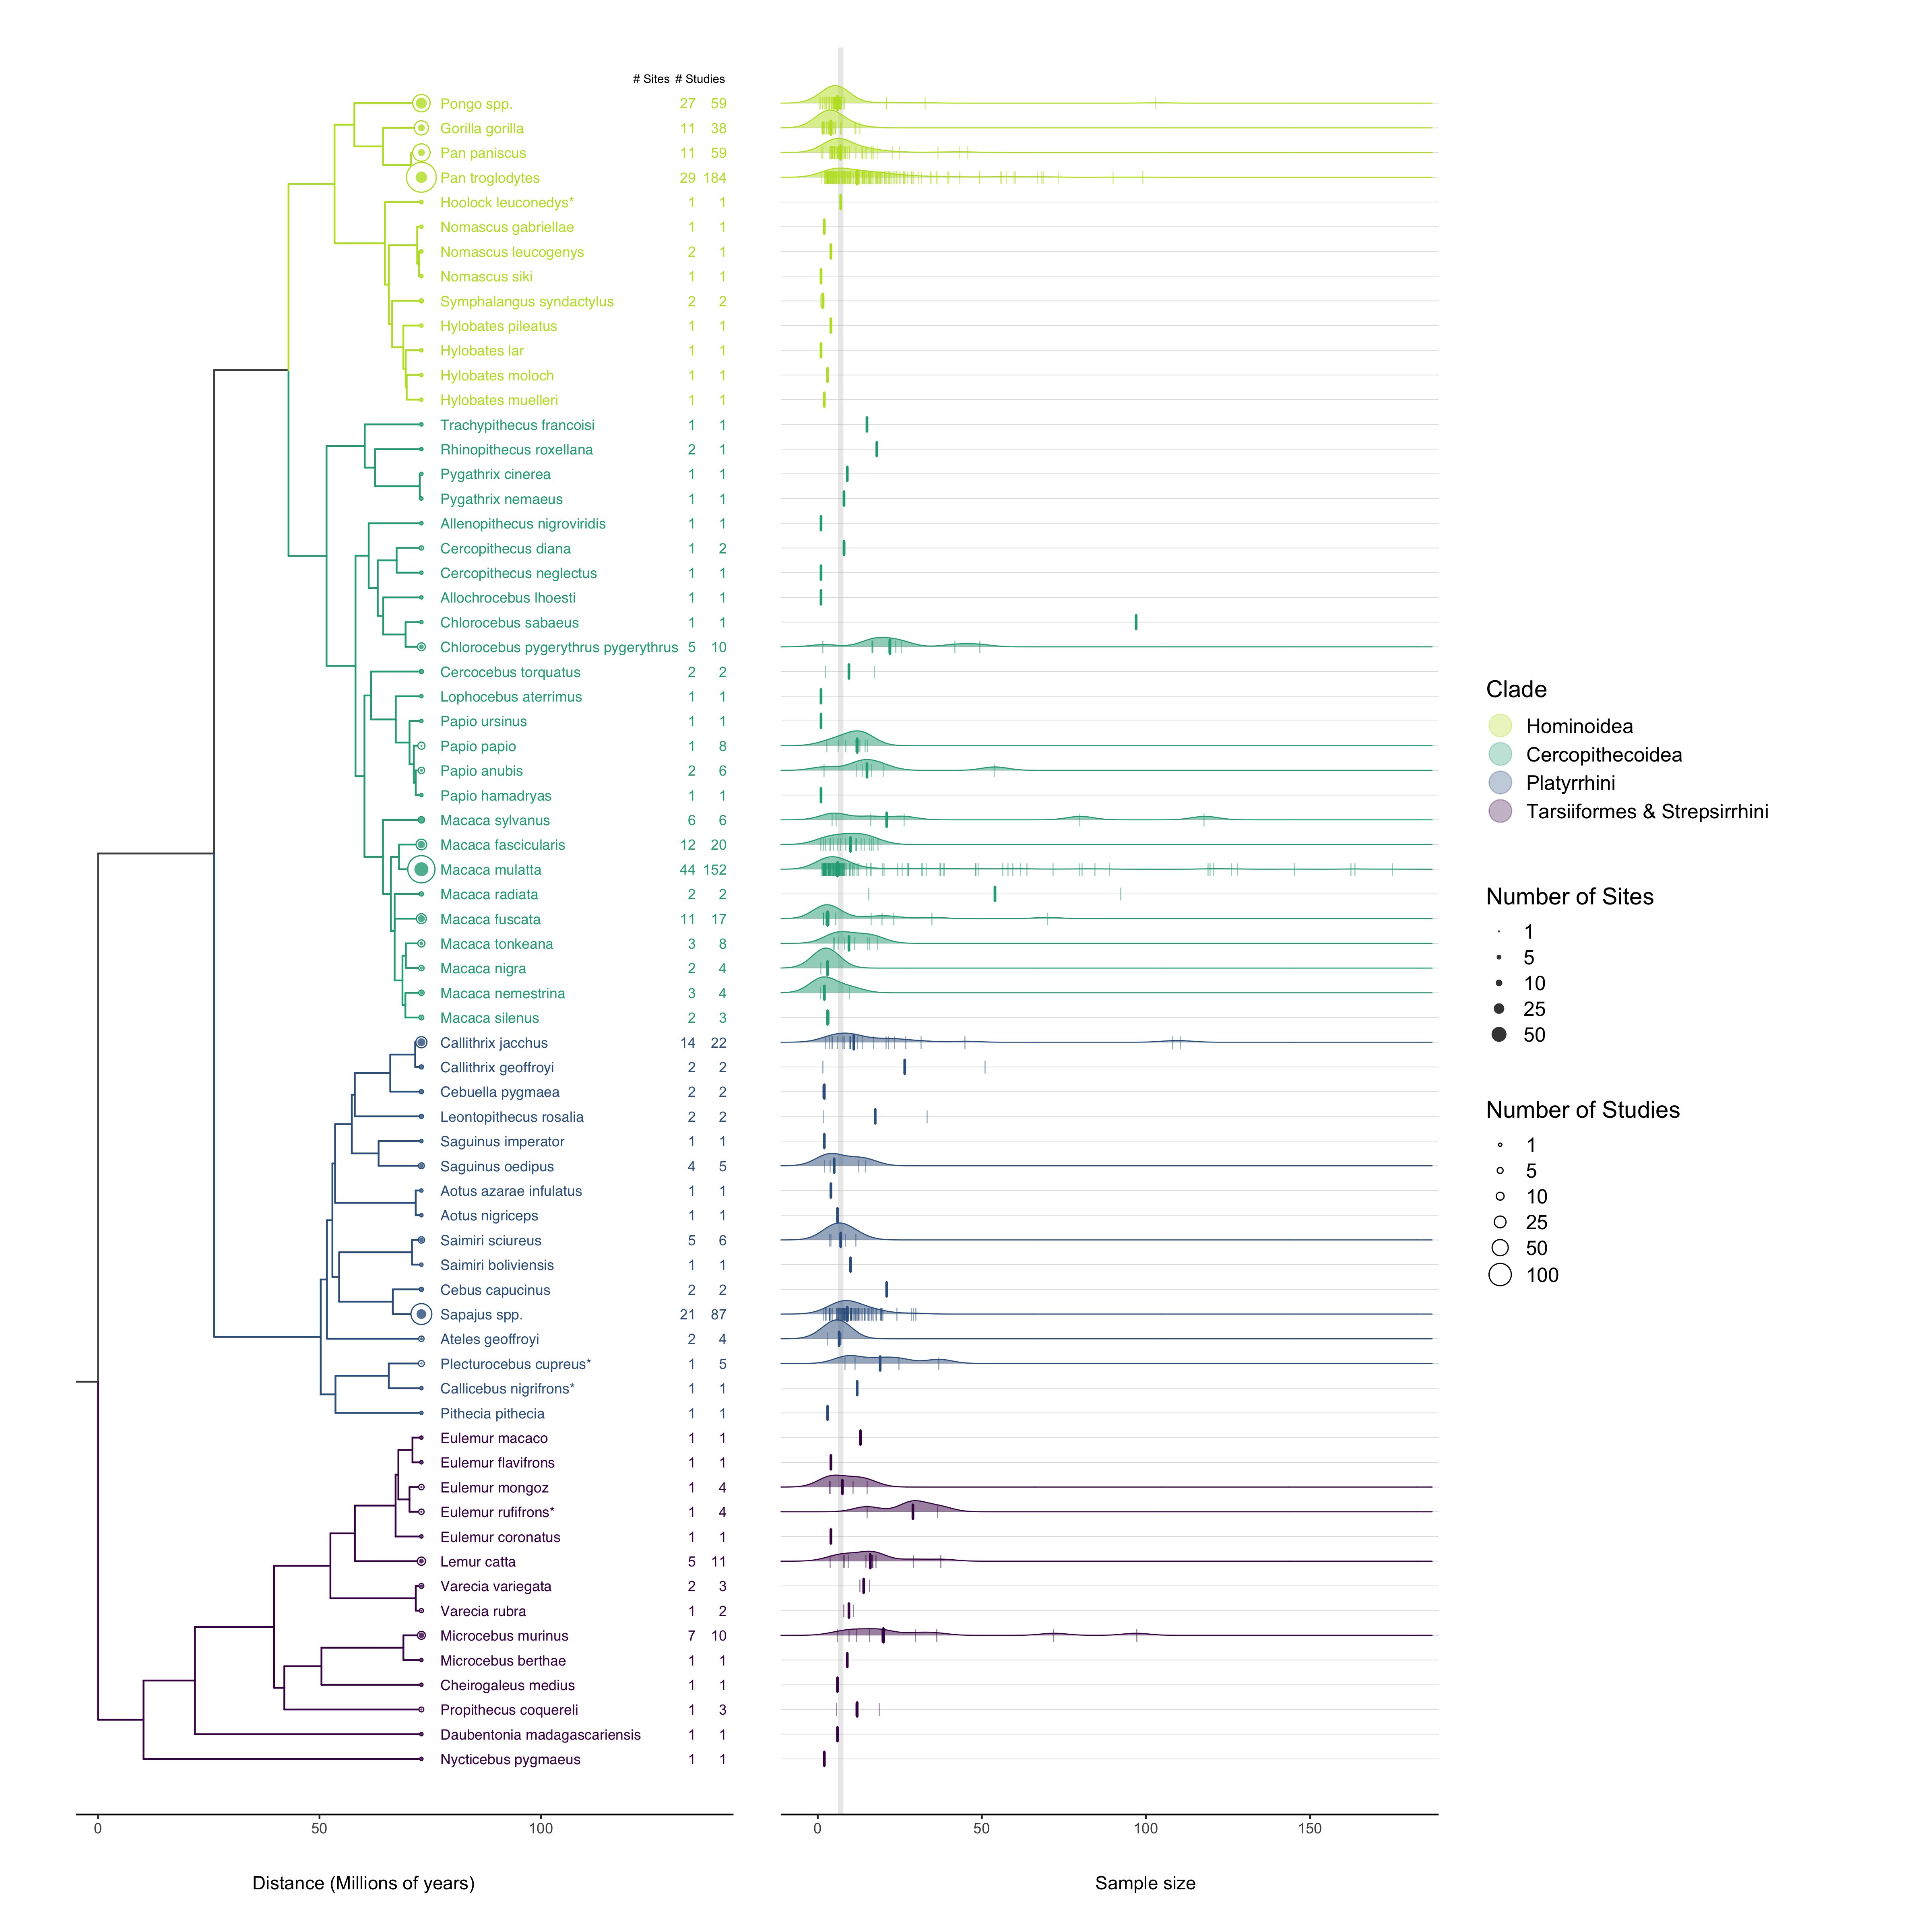 # Sites # Studies
Pongo spp. 27 59
Gorilla gorilla 11 38
Pan paniscus 11 59
Pan troglodytes 29 184
Hoolock leuconedys* 1 1
Nomascus gabriellae 1 1
Nomascus leucogenys 2 1
Nomascus siki 1 1
Symphalangus syndactylus 2 2
Hylobates pileatus 1 1
Hylobates lar 1 1
Hylobates moloch 1 1
Hylobates muelleri 1 1
Trachypithecus francoisi 1 1
Rhinopithecus roxellana 2 1
Pygathrix cinerea 1 1
Pygathrix nemaeus 1 1
Allenopithecus nigroviridis 1 1
Cercopithecus diana 1 2
Cercopithecus neglectus 1 1
Allochrocebus lhoesti 1 1
Chlorocebus sabaeus 1 1
Chlorocebus pygerythrus pygerythrus 5 10
Cercocebus torquatus 2 2
Lophocebus aterrimus 1 1
Papio ursinus 1 1
Papio papio 1 8
Papio anubis 2 6
Papio hamadryas 1 1
Macaca sylvanus 6 6
Macaca fascicularis 12 20
Macaca mulatta 44 152
Macaca radiata 2 2
Macaca fuscata 11 17
Macaca tonkeana 3 8
Macaca nigra 2 4
Macaca nemestrina 3 4
Macaca silenus 2 3
Callithrix jacchus 14 22
Callithrix geoffroyi 2 2
Cebuella pygmaea 2 2
Leontopithecus rosalia 2 2
Saguinus imperator 1 1
Saguinus oedipus 4 5
Aotus azarae infulatus 1 1
Aotus nigriceps 1 1
Saimiri sciureus 5 6
Saimiri boliviensis 1 1
Cebus capucinus 2 2
Sapajus spp. 21 87
Ateles geoffroyi 2 4
Plecturocebus cupreus* 1 5
Callicebus nigrifrons* 1 1
Pithecia pithecia 1 1
Eulemur macaco 1 1
Eulemur flavifrons 1 1
Eulemur mongoz 1 4
Eulemur rufifrons* 1 4
Eulemur coronatus 1 1
Lemur catta 5 11
Varecia variegata 2 3
Varecia rubra 1 2
Microcebus murinus 7 10
Microcebus berthae 1 1
Cheirogaleus medius 1 1
Propithecus coquereli 1 3
Daubentonia madagascariensis 1 1
Nycticebus pygmaeus 1 1
0 50 100
Distance (Millions of years)
0 50 100 150
Sample size
Clade
Hominoidea
Cercopithecoidea
Platyrrhini
Tarsiiformes & Strepsirrhini
Number of Sites
1
5
10
25
50
Number of Studies
1
5
10
25
50
100